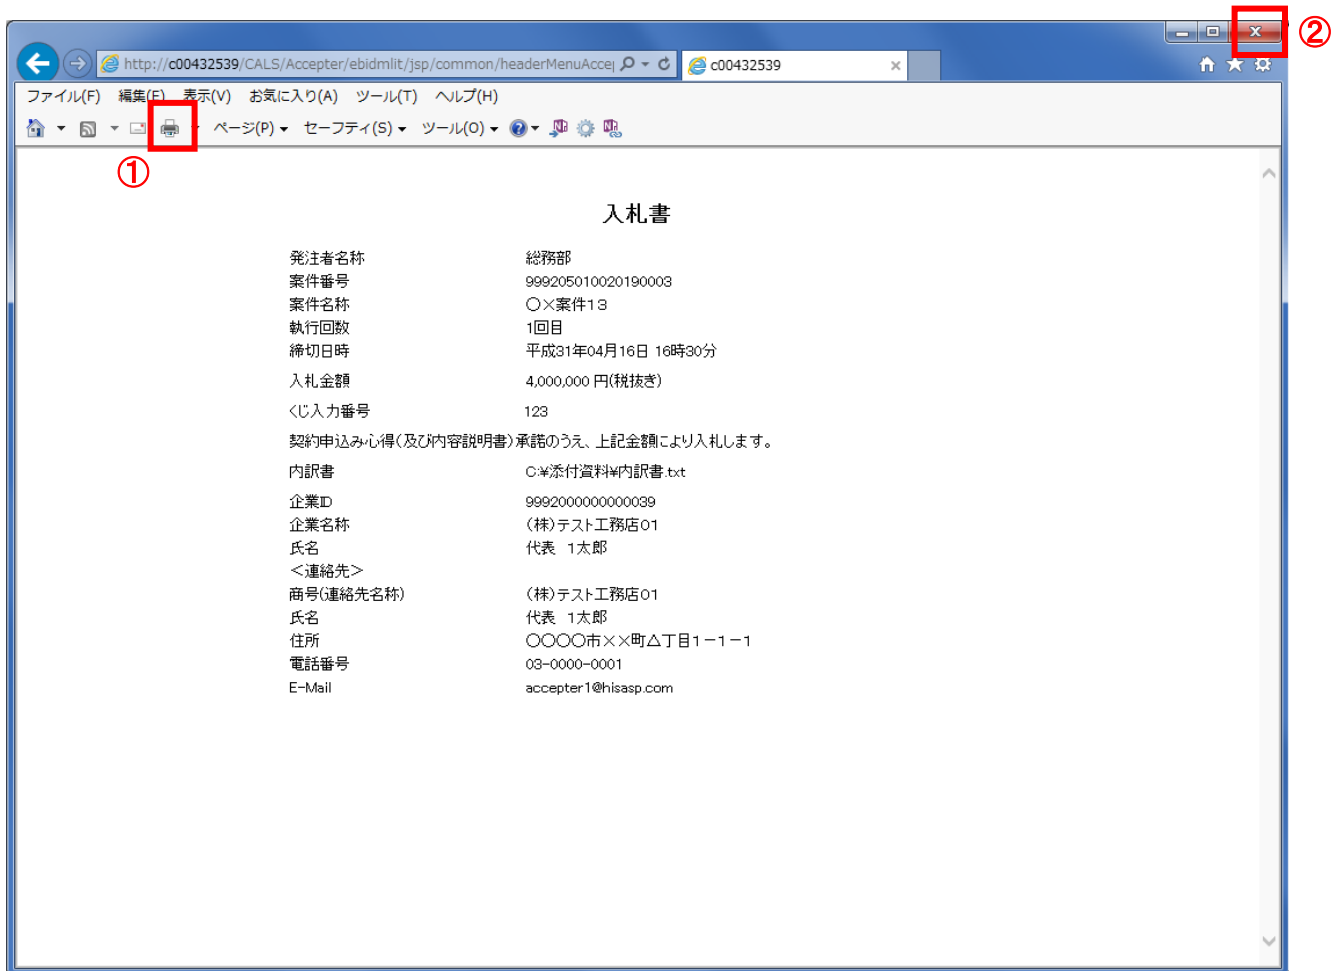 ②
http://c00432539/CALS/Accepter/ebidmlit/jsp/common/headerMenuAcce
c00432539
ファイル(F) 編集(E) 表示(V) お気に入り(A) ツール(T) ヘルプ(H)
ページ(P) セーフティ(S) ツール(O)
①
入札書
発注者名称 総務部
案件番号 999205010020190003
案件名称 〇×案件13
執行回数 1回目
締切日時 平成31年04月16日 16時30分
入札金額 4,000,000 円(税抜き)
くじ入力番号 123
契約申込み心得(及び内容説明書)承諾のうえ、上記金額により入札します。
内訳書 C:¥添付資料¥内訳書.txt
企業ID 9992000000000039
企業名称 (株)テスト工務店01
氏名 代表 1太郎
<連絡先>
商号(連絡先名称) (株)テスト工務店01
氏名 代表 1太郎
住所 〇〇〇〇市××町△丁目1-1-1
電話番号 03-0000-0001
E-Mail accepter1@hisasp.com